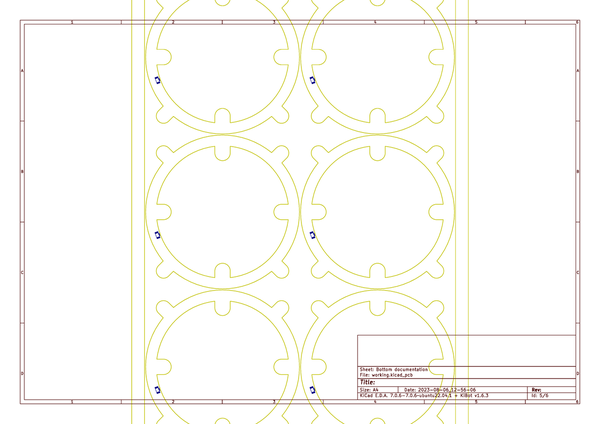 1 2 3 4 5 6
A A
B B
C C
D D
Sheet: Bottom documentation
File: working.kicad_pcb
Title:
Size: A4 Date: 2023-08-06_12-56-06 Rev:
KiCad E.D.A. 7.0.6-7.0.6~ubuntu22.04.1 + KiBot v1.6.3 Id: 5/6
1 2 3 4 5 6